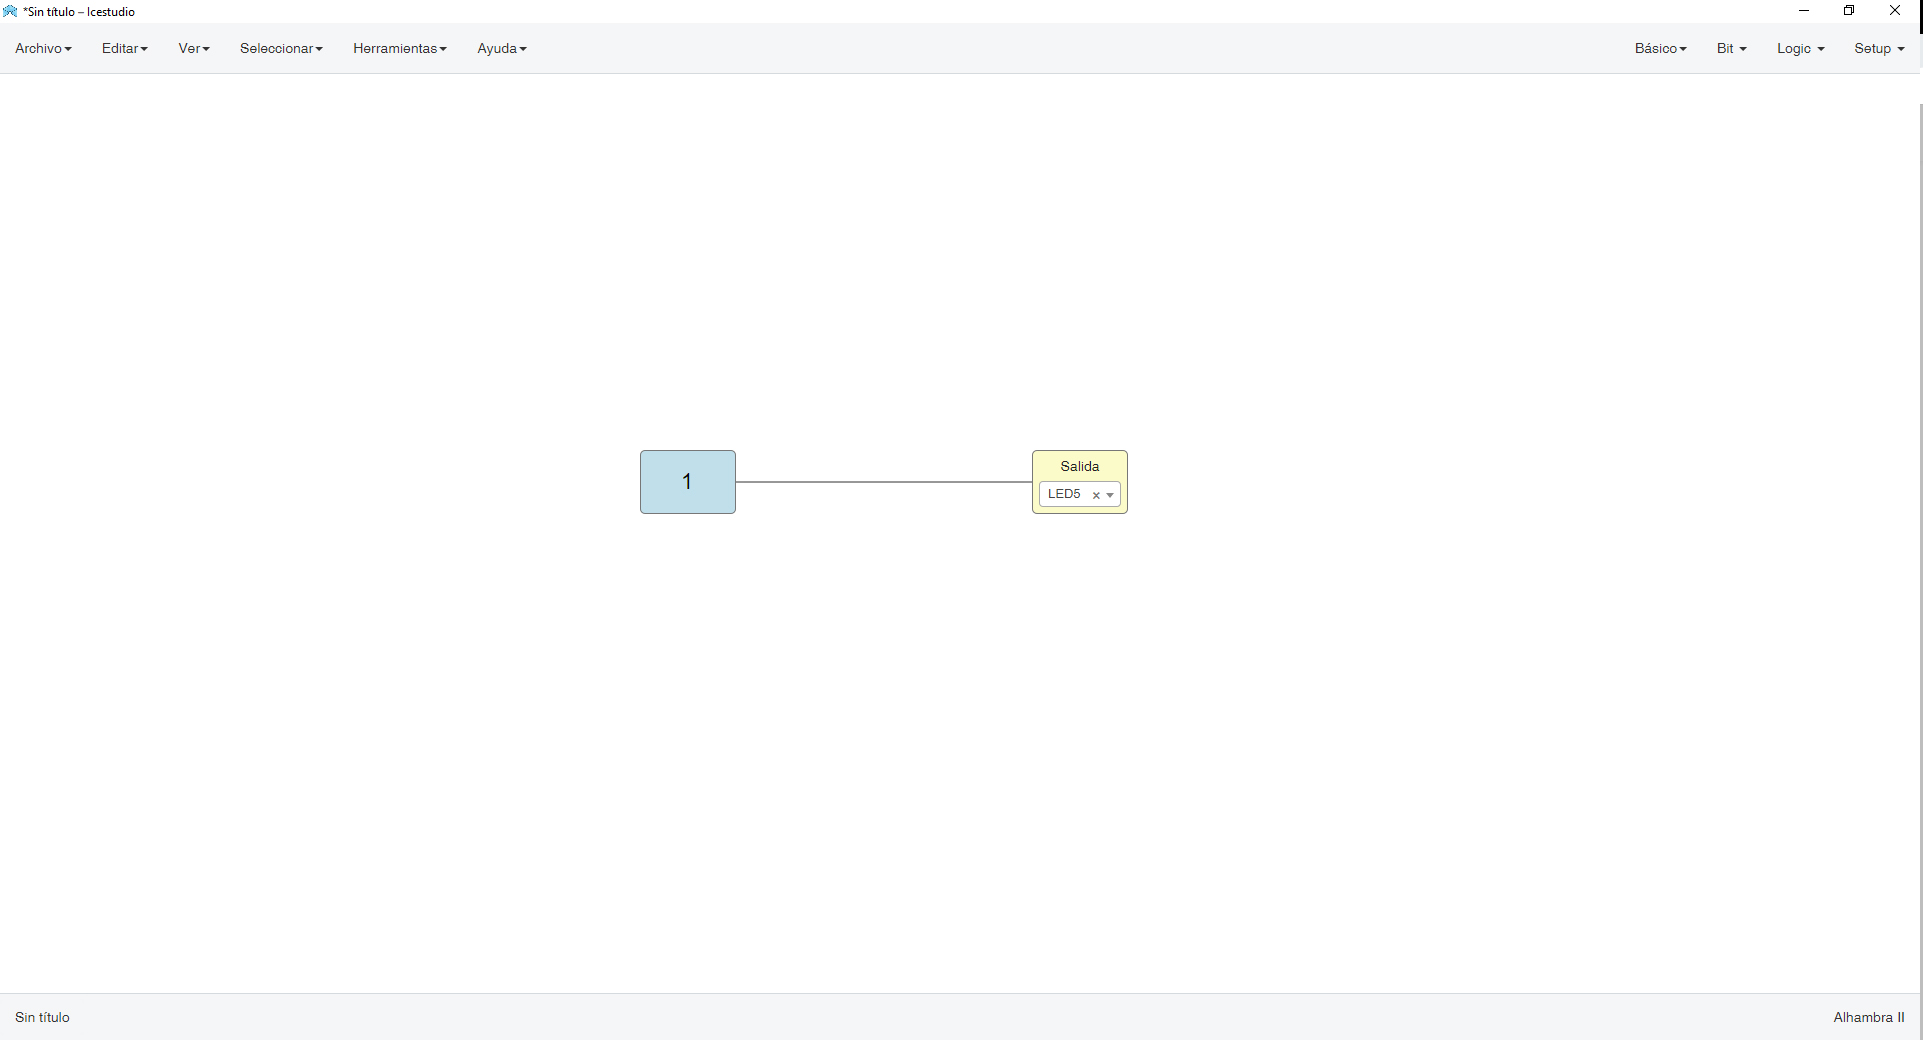 *Sin título – Icestudio
Archivo Editar Ver Seleccionar Herramientas Ayuda Básico Bit Logic Setup
1
Salida
LED5
Sin título Alhambra II